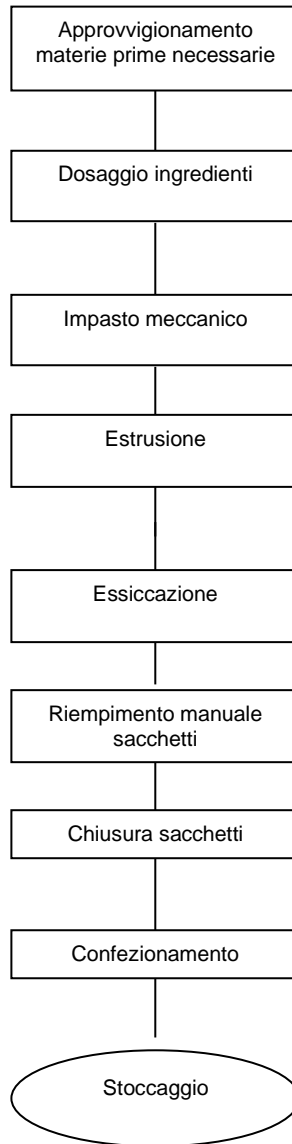 Approvvigionamento
materie prime necessarie
Dosaggio ingredienti
Impasto meccanico
Estrusione
Essiccazione
Riempimento manuale
sacchetti
Chiusura sacchetti
Confezionamento
Stoccaggio